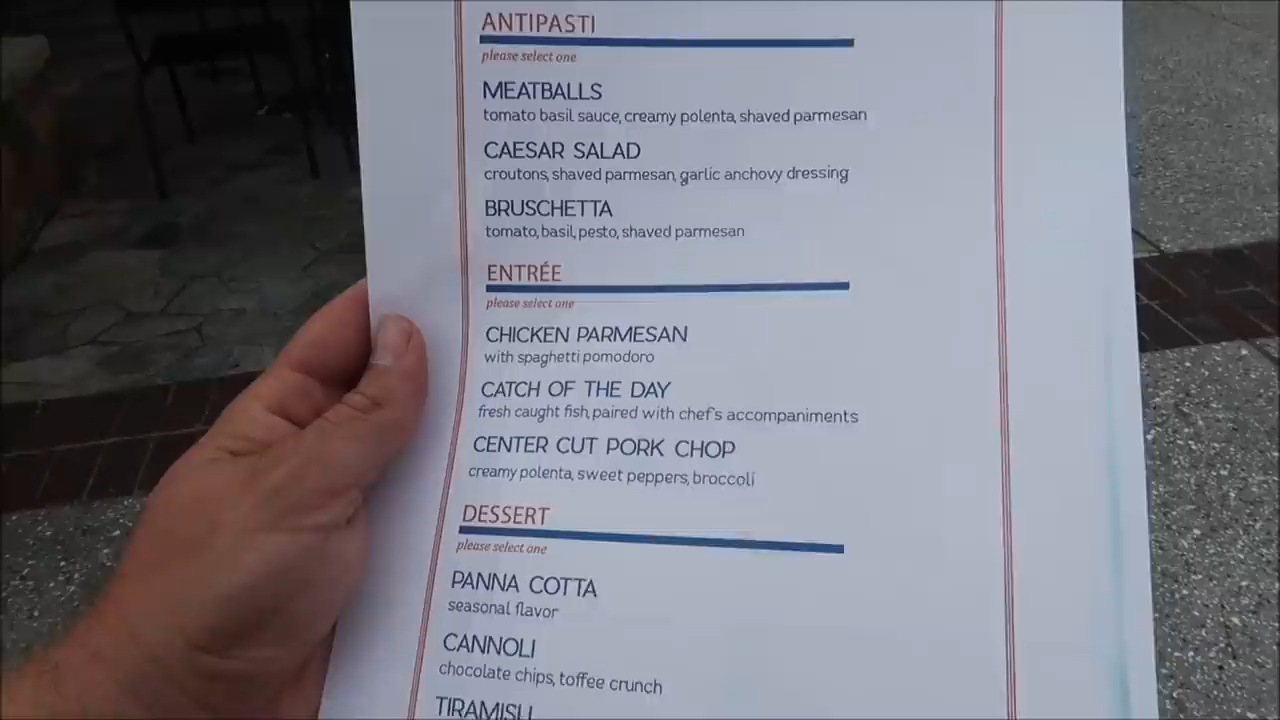 ANTIPASTI
please select one
MEATBALLS
tomato basil sauce, creamy polenta, shaved parmesan
CAESAR SALAD
croutons, shaved parmesan, garlic anchovy dressing
BRUSCHETTA
tomato, basil, pesto, shaved parmesan
ENTRÉE
please select one
CHICKEN PARMESAN
with spaghetti pomodoro
CATCH OF THE DAY
fresh caught fish, paired with chef's accompaniments
CENTER CUT PORK CHOP
creamy polenta, sweet peppers, broccoli
DESSERT
please select one
PANNA COTTA
seasonal flavor
CANNOLI
chocolate chips, toffee crunch
TIRAMISU